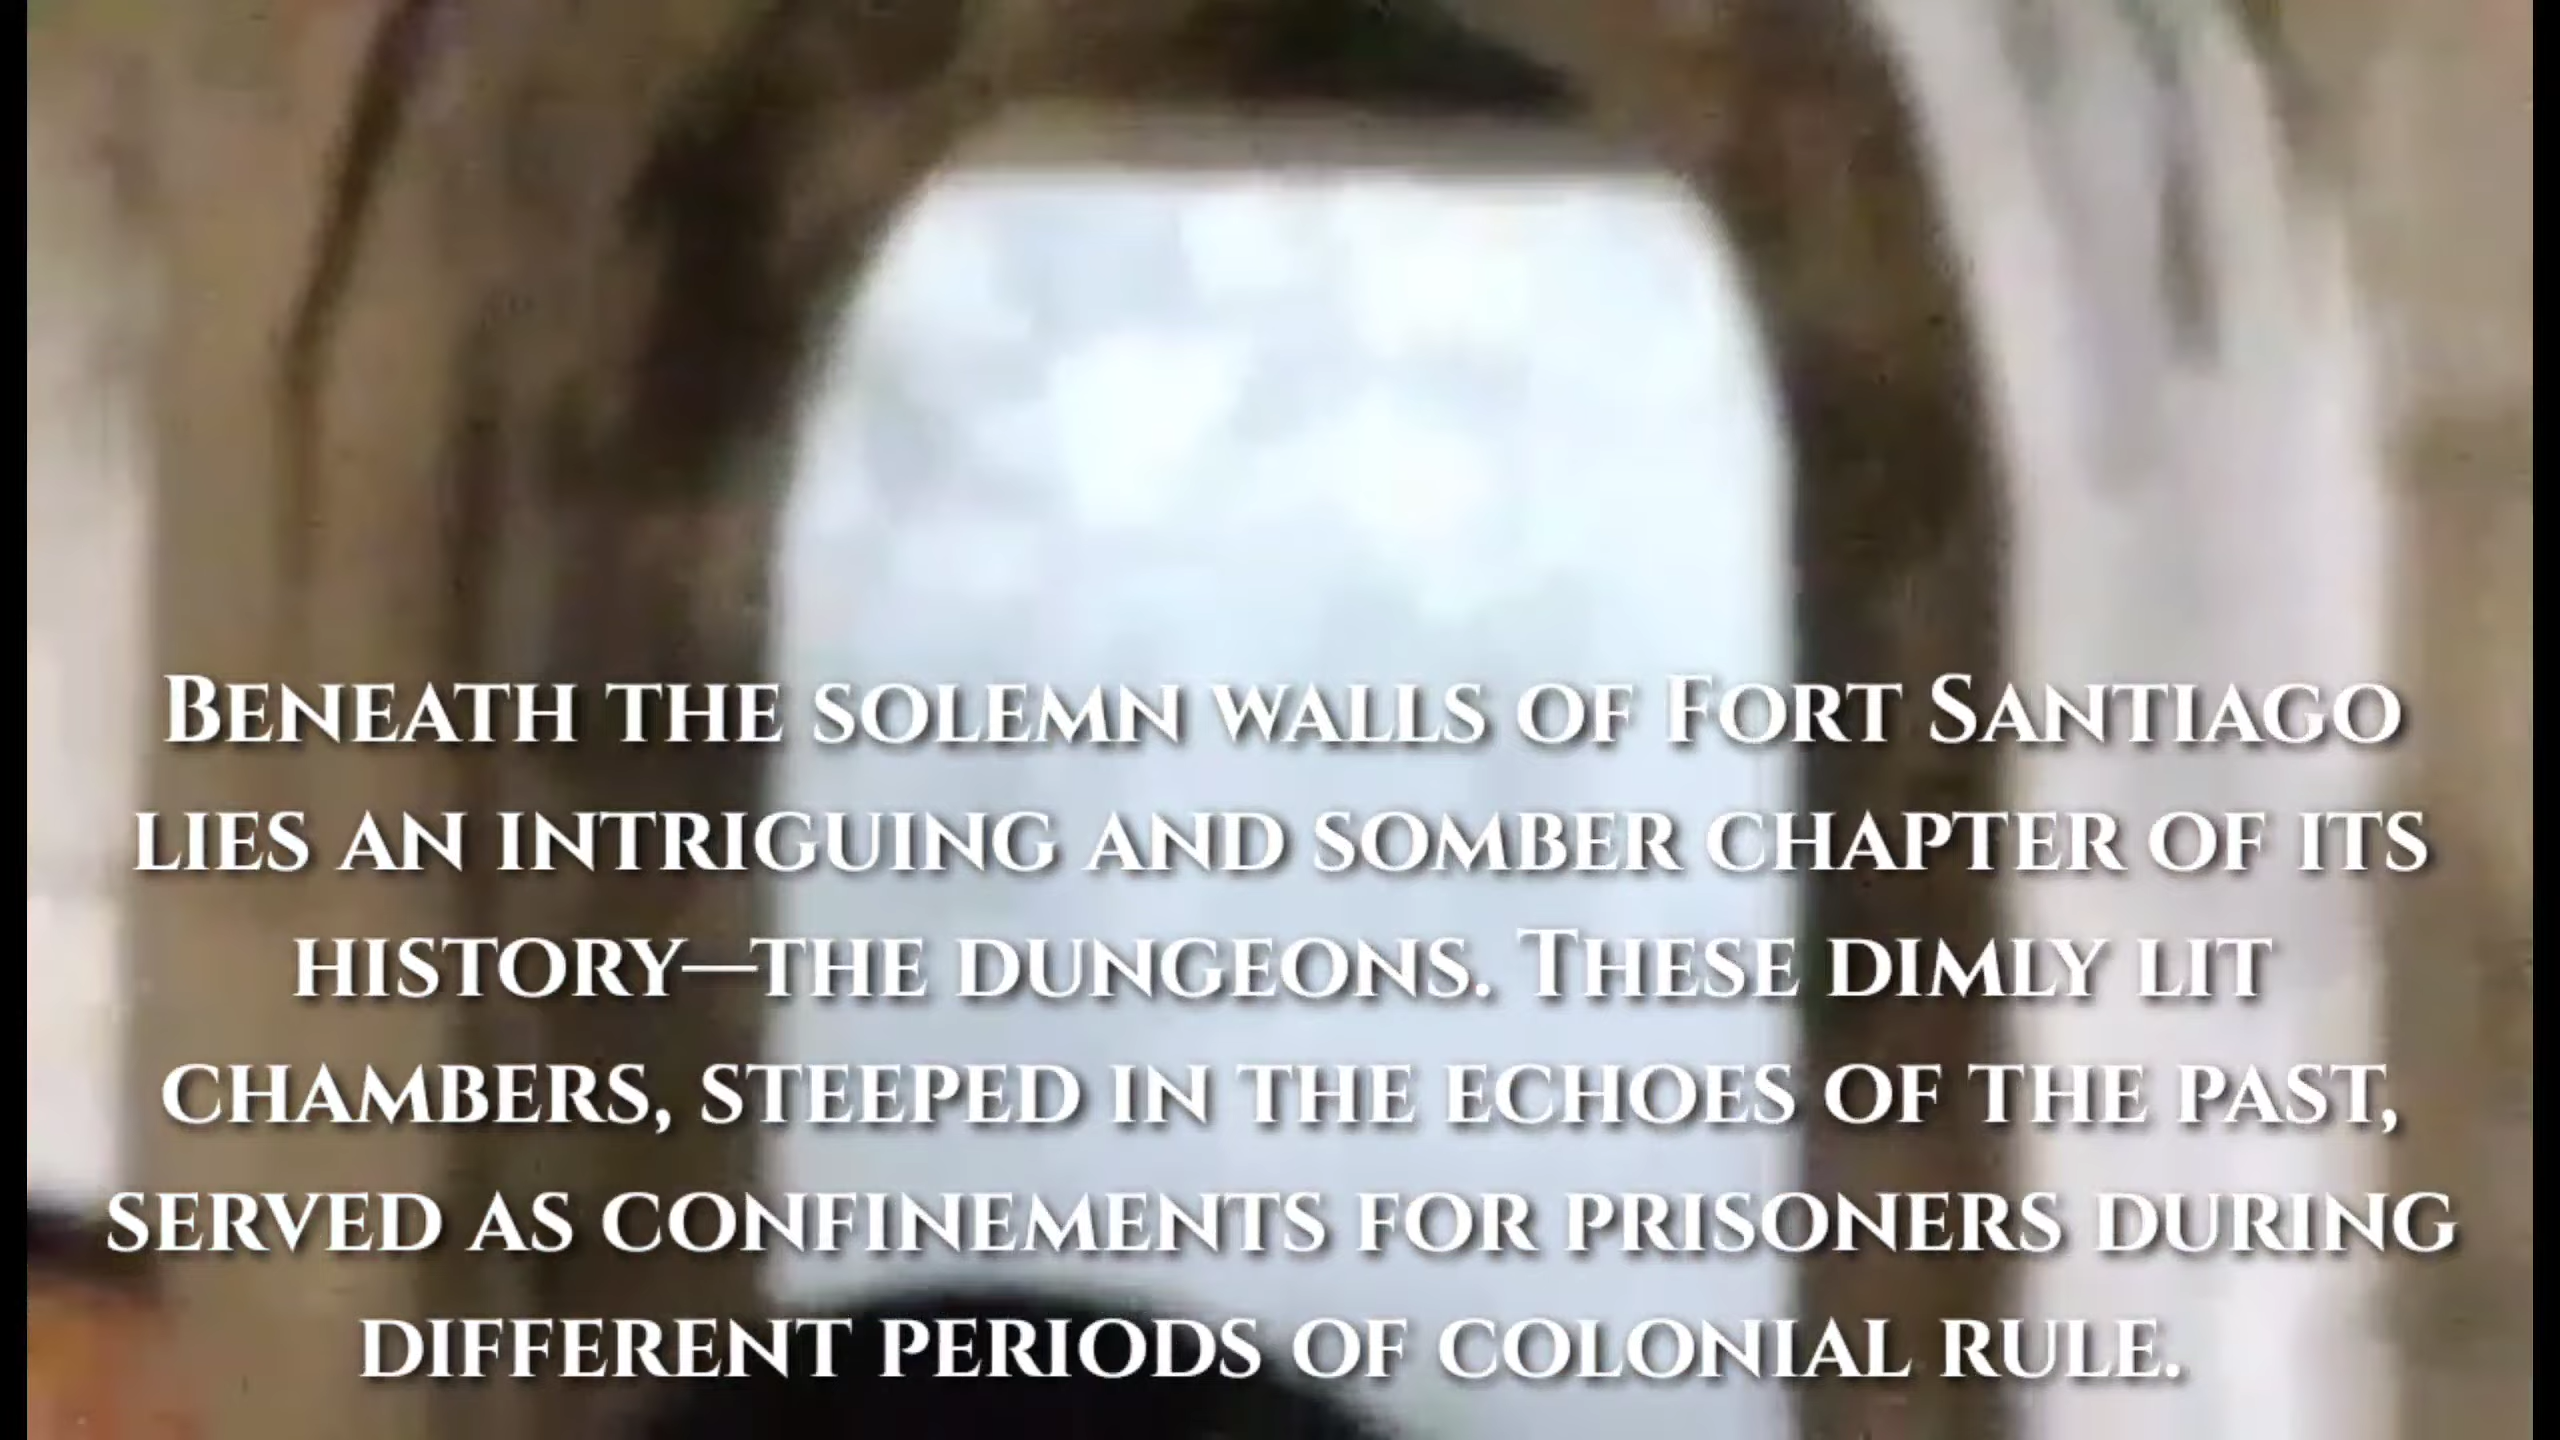 Beneath the solemn walls of Fort Santiago
lies an intriguing and somber chapter of its
history—the dungeons. These dimly lit
chambers, steeped in the echoes of the past,
served as confinements for prisoners during
different periods of colonial rule.